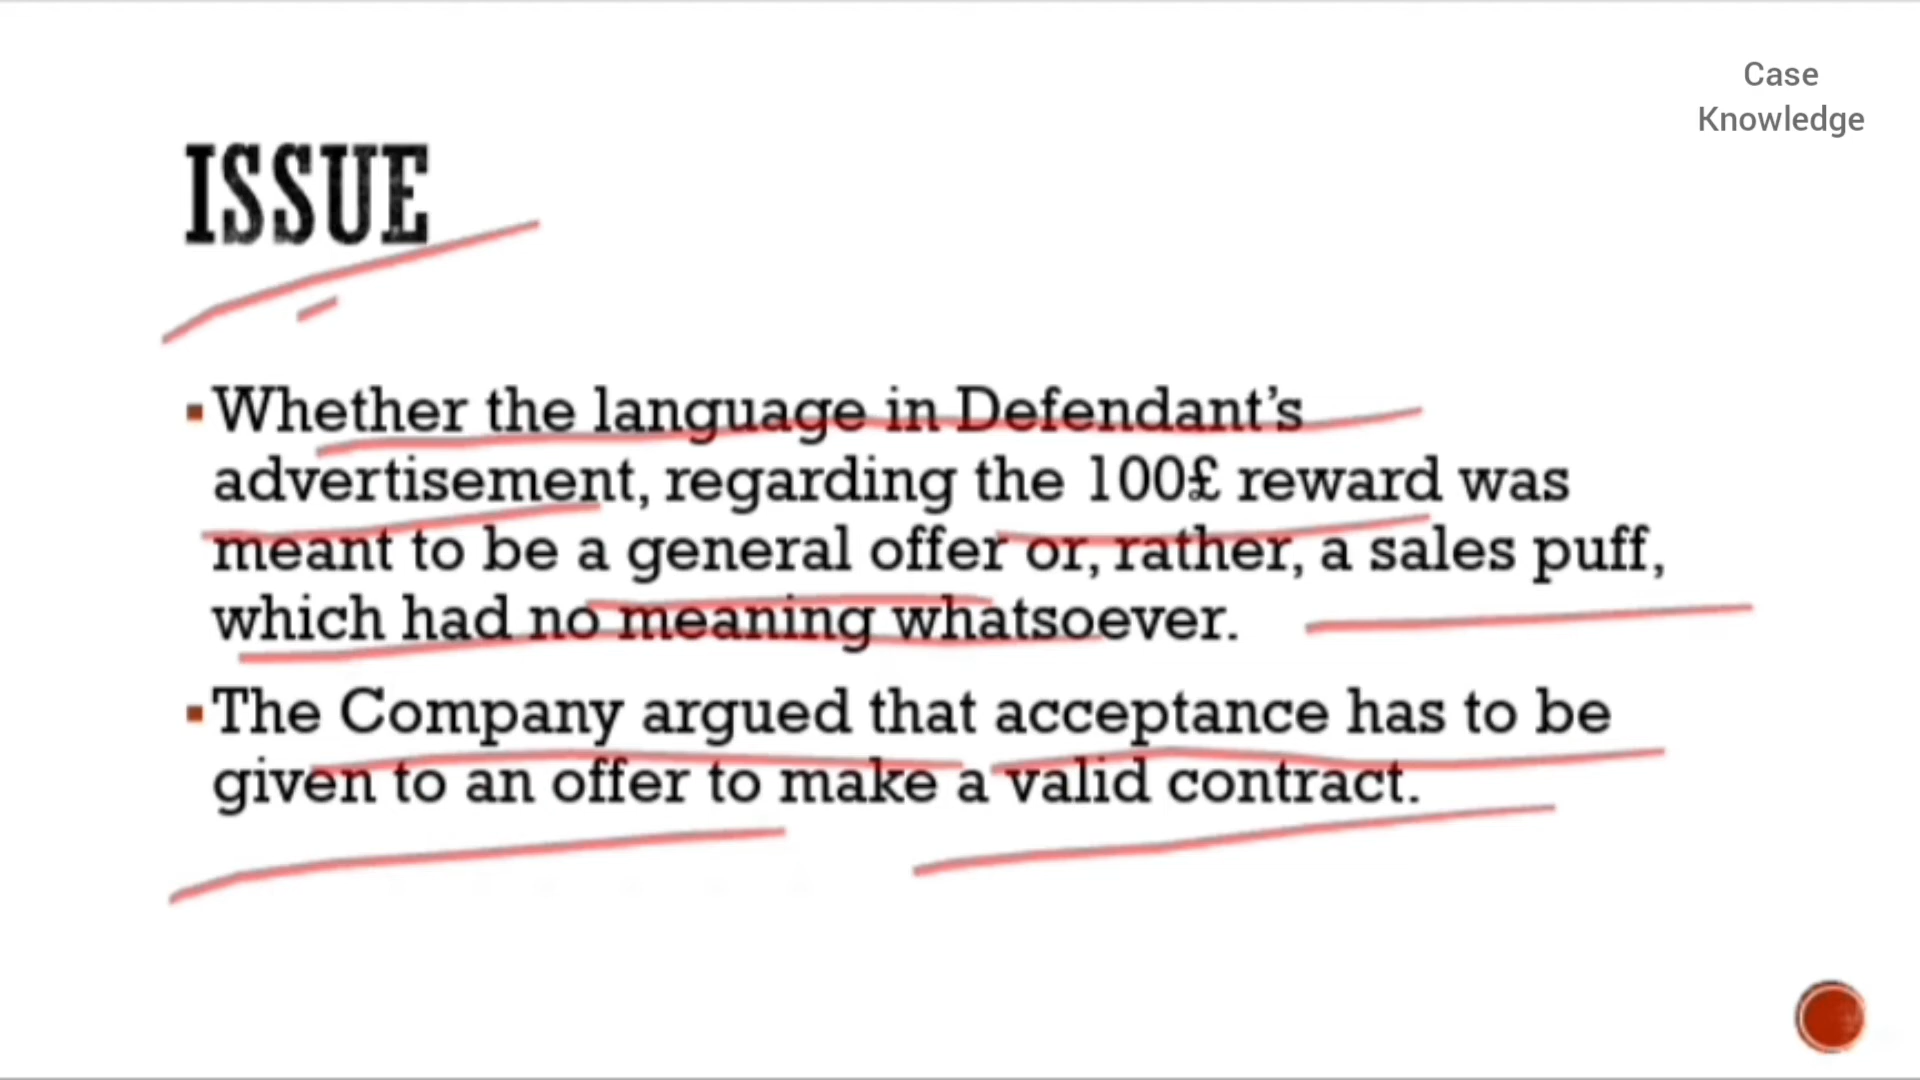 Case
Knowledge
ISSUE
Whether the language in Defendant's
advertisement, regarding the 100£ reward was
meant to be a general offer or, rather, a sales puff,
which had no meaning whatsoever.
The Company argued that acceptance has to be
given to an offer to make a valid contract.